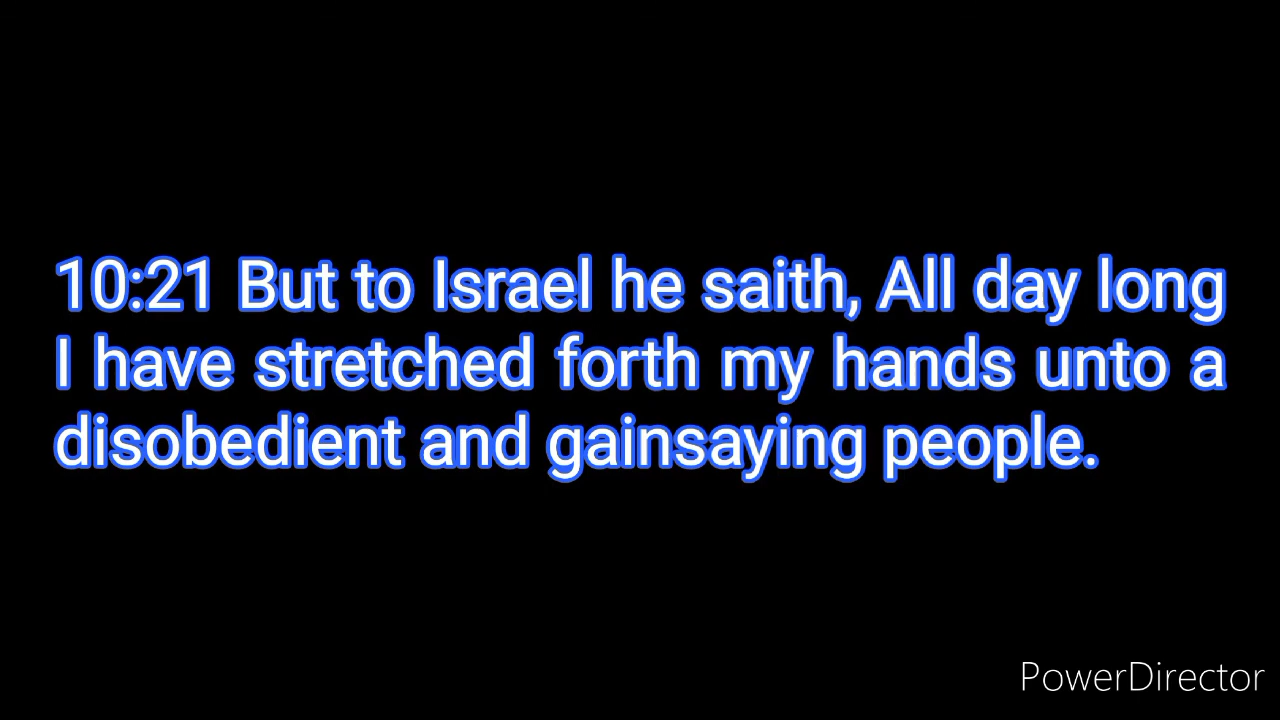 10:21 But to Israel he saith, All day long
I have stretched forth my hands unto a
disobedient and gainsaying people.
PowerDirector